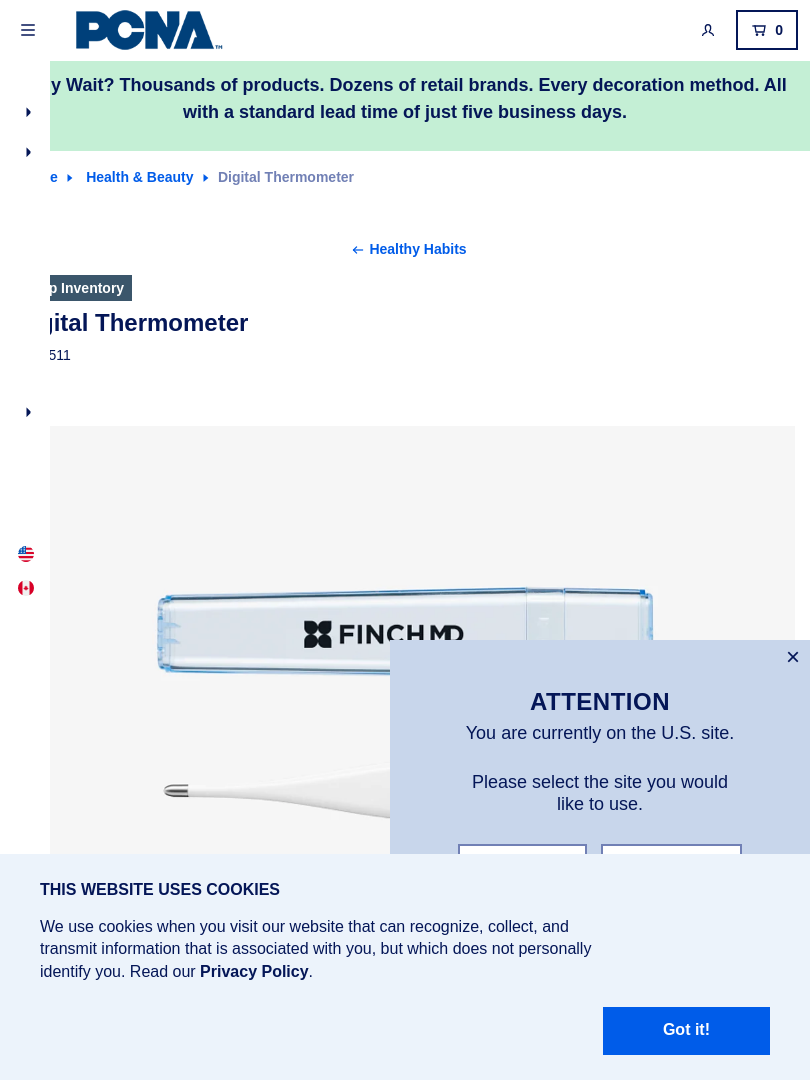 PCNA TM
0
y Wait? Thousands of products. Dozens of retail brands. Every decoration method. All
with a standard lead time of just five business days.
e Health & Beauty Digital Thermometer
← Healthy Habits
p Inventory
gital Thermometer
511
FINCH MD
ATTENTION
You are currently on the U.S. site.
Please select the site you would
like to use.
THIS WEBSITE USES COOKIES
We use cookies when you visit our website that can recognize, collect, and
transmit information that is associated with you, but which does not personally
identify you. Read our Privacy Policy.
Got it!